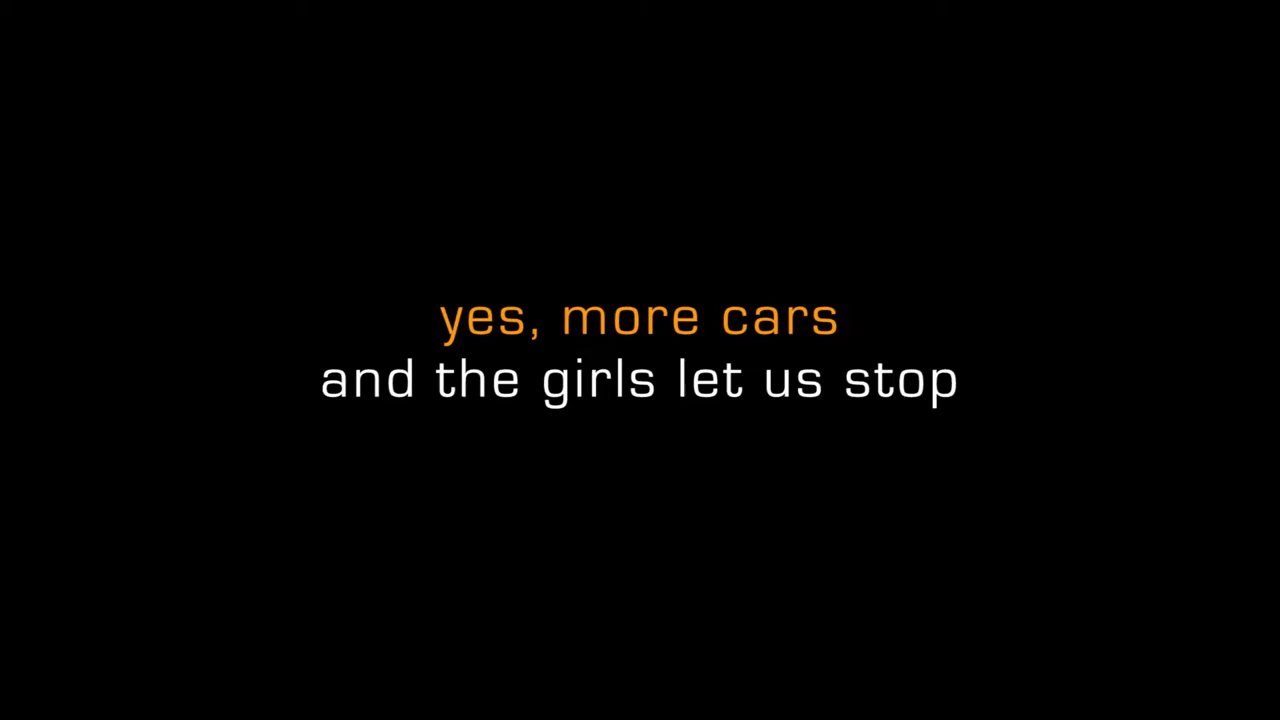 yes, more cars
and the girls let us stop